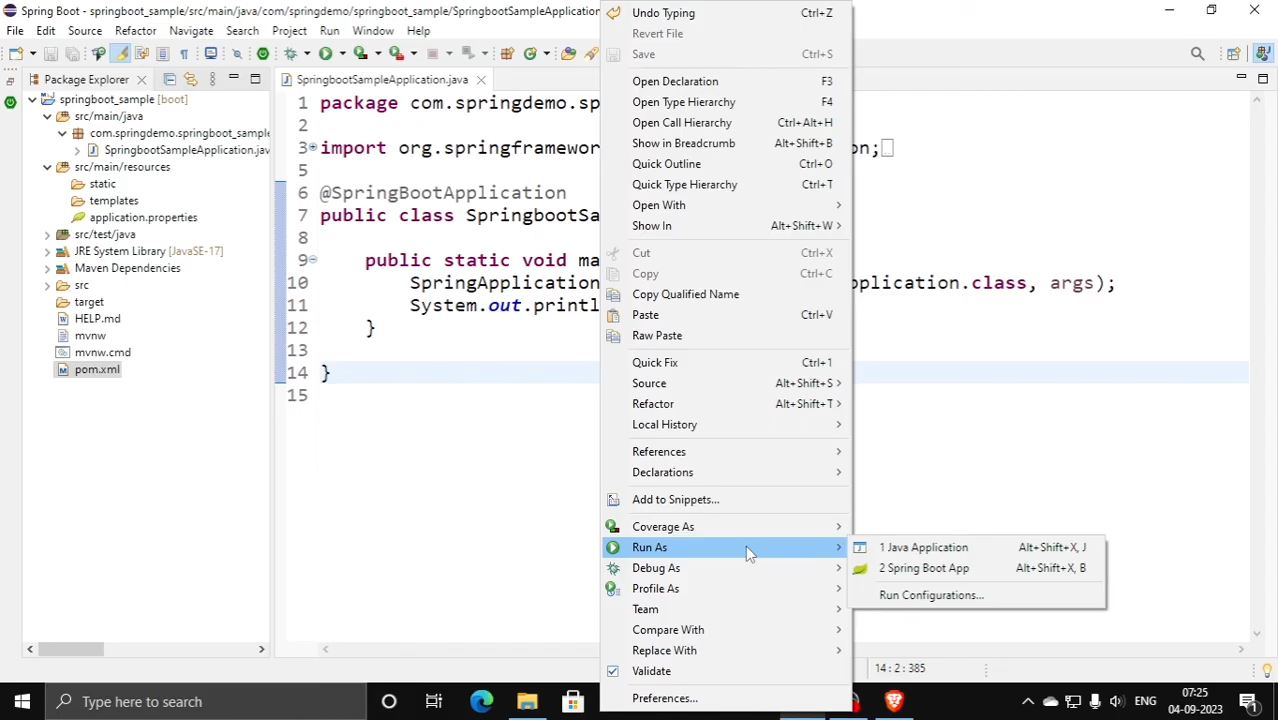 Spring Boot - springboot_sample/src/main/java/com/springdemo/springboot_sample/SpringbootSampleApplication
File Edit Source Refactor Navigate Search Project Run Window Help
Package Explorer
springboot_sample [boot]
src/main/java
com.springdemo.springboot_sample
SpringbootSampleApplication.jav
src/main/resources
static
templates
application.properties
src/test/java
JRE System Library [JavaSE-17]
Maven Dependencies
src
target
HELP.md
mvnw
mvnw.cmd
pom.xml
SpringbootSampleApplication.java
1 package com.springdemo.sp
2
3 import org.springframewor on;
5
6 @SpringBootApplication
7 public class SpringbootSa
8
9 public static void ma
10 SpringApplication pplication.class, args);
11 System.out.printl
12 }
13
14 }
15
Undo Typing Ctrl+Z
Revert File
Save Ctrl+S
Open Declaration F3
Open Type Hierarchy F4
Open Call Hierarchy Ctrl+Alt+H
Show in Breadcrumb Alt+Shift+B
Quick Outline Ctrl+O
Quick Type Hierarchy Ctrl+T
Open With
Show In Alt+Shift+W
Cut Ctrl+X
Copy Ctrl+C
Copy Qualified Name
Paste Ctrl+V
Raw Paste
Quick Fix Ctrl+1
Source Alt+Shift+S
Refactor Alt+Shift+T
Local History
References
Declarations
Add to Snippets...
Coverage As
Run As
Debug As
Profile As
Team
Compare With
Replace With
Validate
Preferences...
1 Java Application Alt+Shift+X, J
2 Spring Boot App Alt+Shift+X, B
Run Configurations...
14 : 2 : 385
Type here to search
ENG
07:25
04-09-2023
1